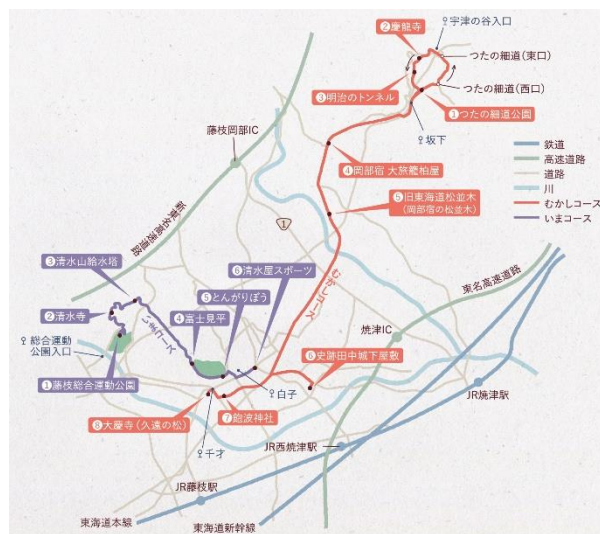 宇津の谷入口
②慶龍寺
つたの細道(東口)
つたの細道(西口)
③明治のトンネル
①つたの細道公園
坂下
藤枝岡部IC
④岡部宿 大旅籠柏屋
鉄道
高速道路
道路
川
むかしコース
いまコース
⑤旧東海道松並木
(岡部宿の松並木)
新東名高速道路
1
③清水山給水塔
⑥清水屋スポーツ
東名高速道路
むかしコース
②清水寺
⑤とんがりぼう
いまコース
④富士見平
焼津IC
総合運動
公園入口
⑥史跡田中城下屋敷
①藤枝総合運動公園
白子
JR焼津駅
⑧大慶寺(久遠の松)
⑦飽波神社
千才
JR西焼津駅
JR藤枝駅
東海道本線
東海道新幹線